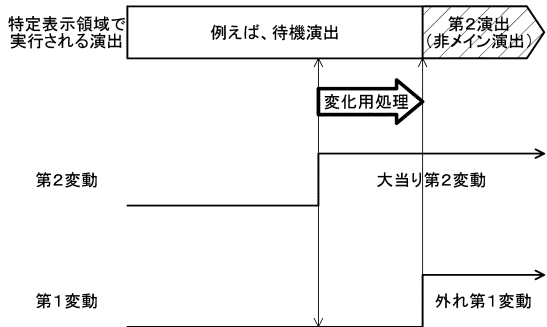 特定表示領域で
実行される演出
例えば、待機演出
第2演出
(非メイン演出)
変化用処理
第2変動
大当り第2変動
第1変動
外れ第1変動